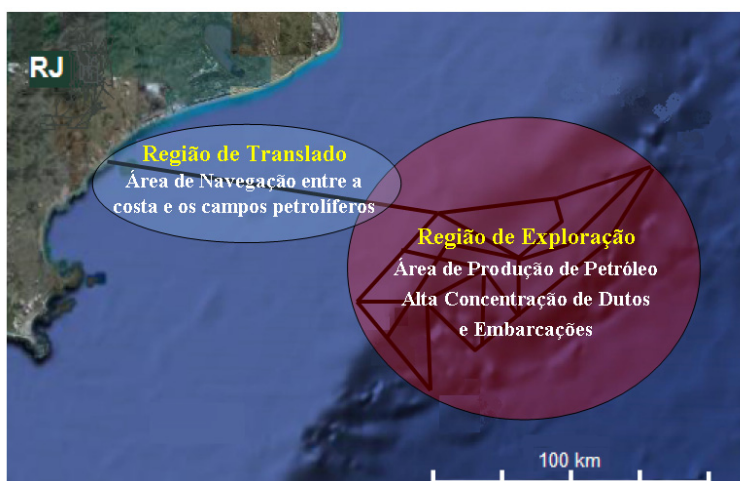 RJ
Região de Translado
Área de Navegação entre a
costa e os campos petrolíferos
Região de Exploração
Área de Produção de Petróleo
Alta Concentração de Dutos
e Embarcações
100 km